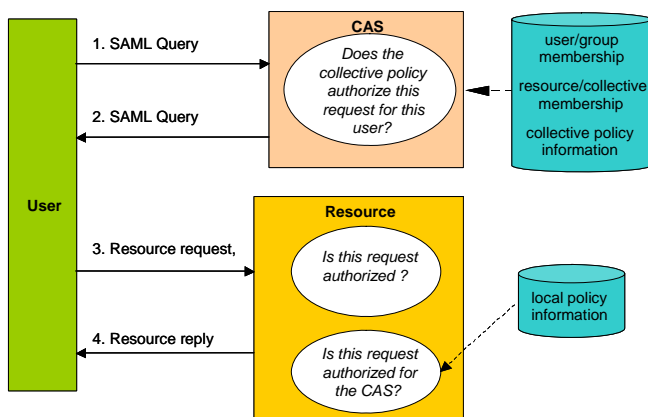 CAS
1. SAML Query
Does the
collective policy
authorize this
request for this
user?
user/group
membership
resource/collective
membership
collective policy
information
2. SAML Query
User
Resource
3. Resource request,
Is this request
authorized ?
local policy
information
4. Resource reply
Is this request
authorized for
the CAS?